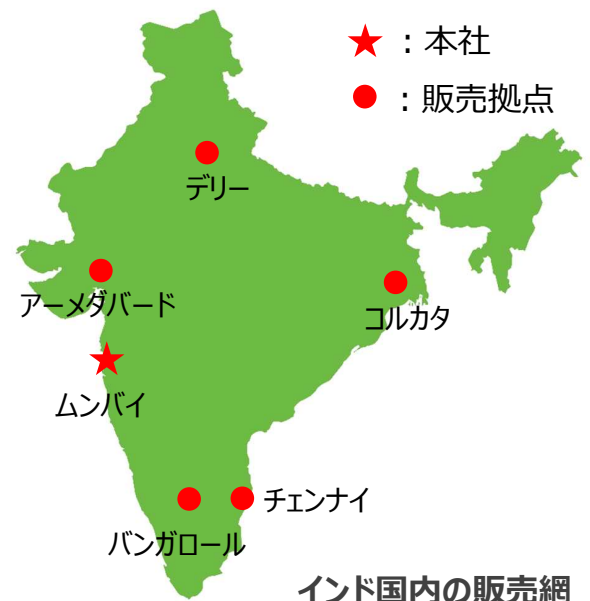 ★：本社
●：販売拠点
デリー
アーメダバード
コルカタ
ムンバイ
チェンナイ
バンガロール
インド国内の販売網